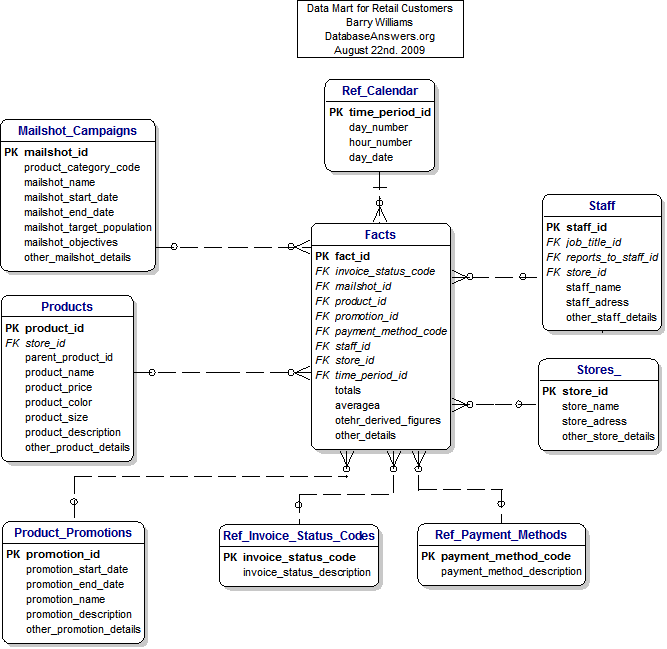 Data Mart for Retail Customers
Barry Williams
DatabaseAnswers.org
August 22nd. 2009
Ref_Calendar
PK time_period_id
day_number
hour_number
day_date
Mailshot_Campaigns
PK mailshot_id
product_category_code
mailshot_name
mailshot_start_date
mailshot_end_date
mailshot_target_population
mailshot_objectives
other_mailshot_details
Staff
PK staff_id
FK job_title_id
FK reports_to_staff_id
FK store_id
staff_name
staff_adress
other_staff_details
Facts
PK fact_id
FK invoice_status_code
FK mailshot_id
FK product_id
FK promotion_id
FK payment_method_code
FK staff_id
FK store_id
FK time_period_id
totals
averagea
otehr_derived_figures
other_details
Products
PK product_id
FK store_id
parent_product_id
product_name
product_price
product_color
product_size
product_description
other_product_details
Stores_
PK store_id
store_name
store_adress
other_store_details
Product_Promotions
PK promotion_id
promotion_start_date
promotion_end_date
promotion_name
promotion_description
other_promotion_details
Ref_Invoice_Status_Codes
PK invoice_status_code
invoice_status_description
Ref_Payment_Methods
PK payment_method_code
payment_method_description